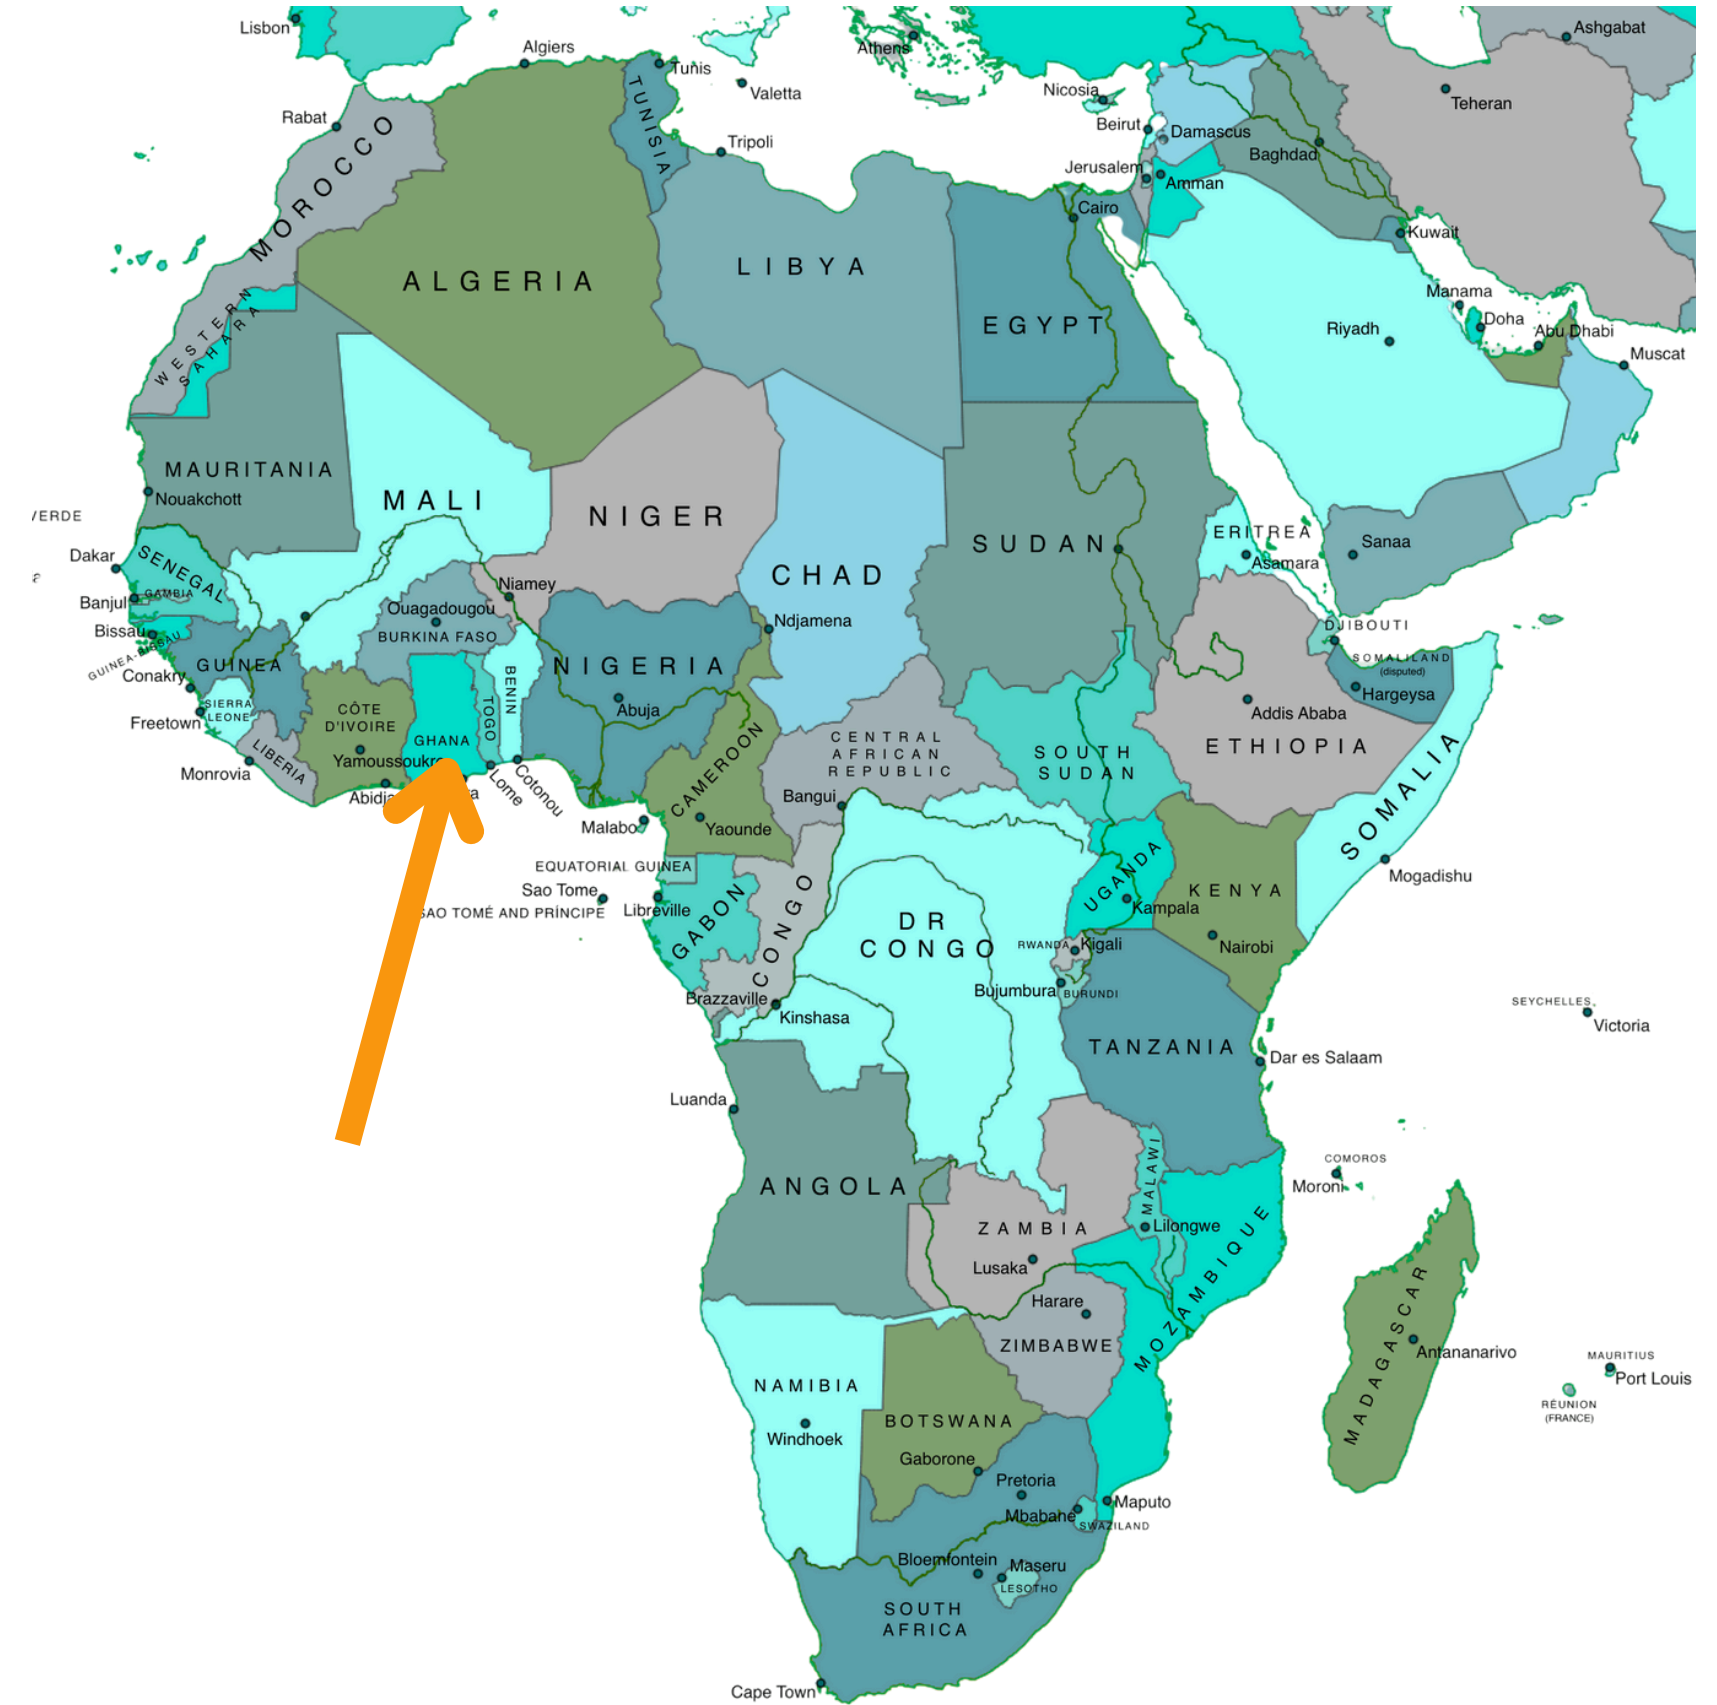 Lisbon
Algiers
Athens
Ashgabat
Tunis
Valetta
Nicosia
Teheran
Rabat
TUNISIA
Tripoli
Beirut
Damascus
Baghdad
Jerusalem
Amman
MOROCCO
Cairo
Kuwait
ALGERIA
LIBYA
EGYPT
Manama
Riyadh
Doha
Abu Dhabi
Muscat
WESTERN
SAHARA
MAURITANIA
Nouakchott
MALI
NIGER
CHAD
SUDAN
ERITREA
Asamara
Sanaa
Dakar
SENEGAL
GAMBIA
Banjul
Bissau
GUINEA-BISSAU
Niamey
Ouagadougou
BURKINA FASO
Ndjamena
DJIBOUTI
SOMALILAND
(disputed)
Hargeysa
GUINEA
Conakry
SIERRA
LEONE
Freetown
LIBERIA
Monrovia
CÔTE
D'IVOIRE
Yamoussoukro
GHANA
TOGO
BENIN
Lome
Cotonou
NIGERIA
Abuja
CAMEROON
CENTRAL
AFRICAN
REPUBLIC
Bangui
SOUTH
SUDAN
Addis Ababa
ETHIOPIA
SOMALIA
Malabo
Yaounde
EQUATORIAL GUINEA
Sao Tome
SAO TOMÉ AND PRÍNCIPE
Libreville
GABON
CONGO
DR
CONGO
UGANDA
Kampala
KENYA
Nairobi
Mogadishu
RWANDA
Kigali
Bujumbura
BURUNDI
Brazzaville
Kinshasa
TANZANIA
Dar es Salaam
SEYCHELLES
Victoria
Luanda
ANGOLA
MALAWI
Lilongwe
COMOROS
Moroni
ZAMBIA
Lusaka
MOZAMBIQUE
Harare
ZIMBABWE
MADAGASCAR
Antananarivo
MAURITIUS
Port Louis
RÉUNION
(FRANCE)
NAMIBIA
Windhoek
BOTSWANA
Gaborone
Pretoria
Mbabane
SWAZILAND
Maputo
Bloemfontein
Maseru
LESOTHO
SOUTH
AFRICA
Cape Town